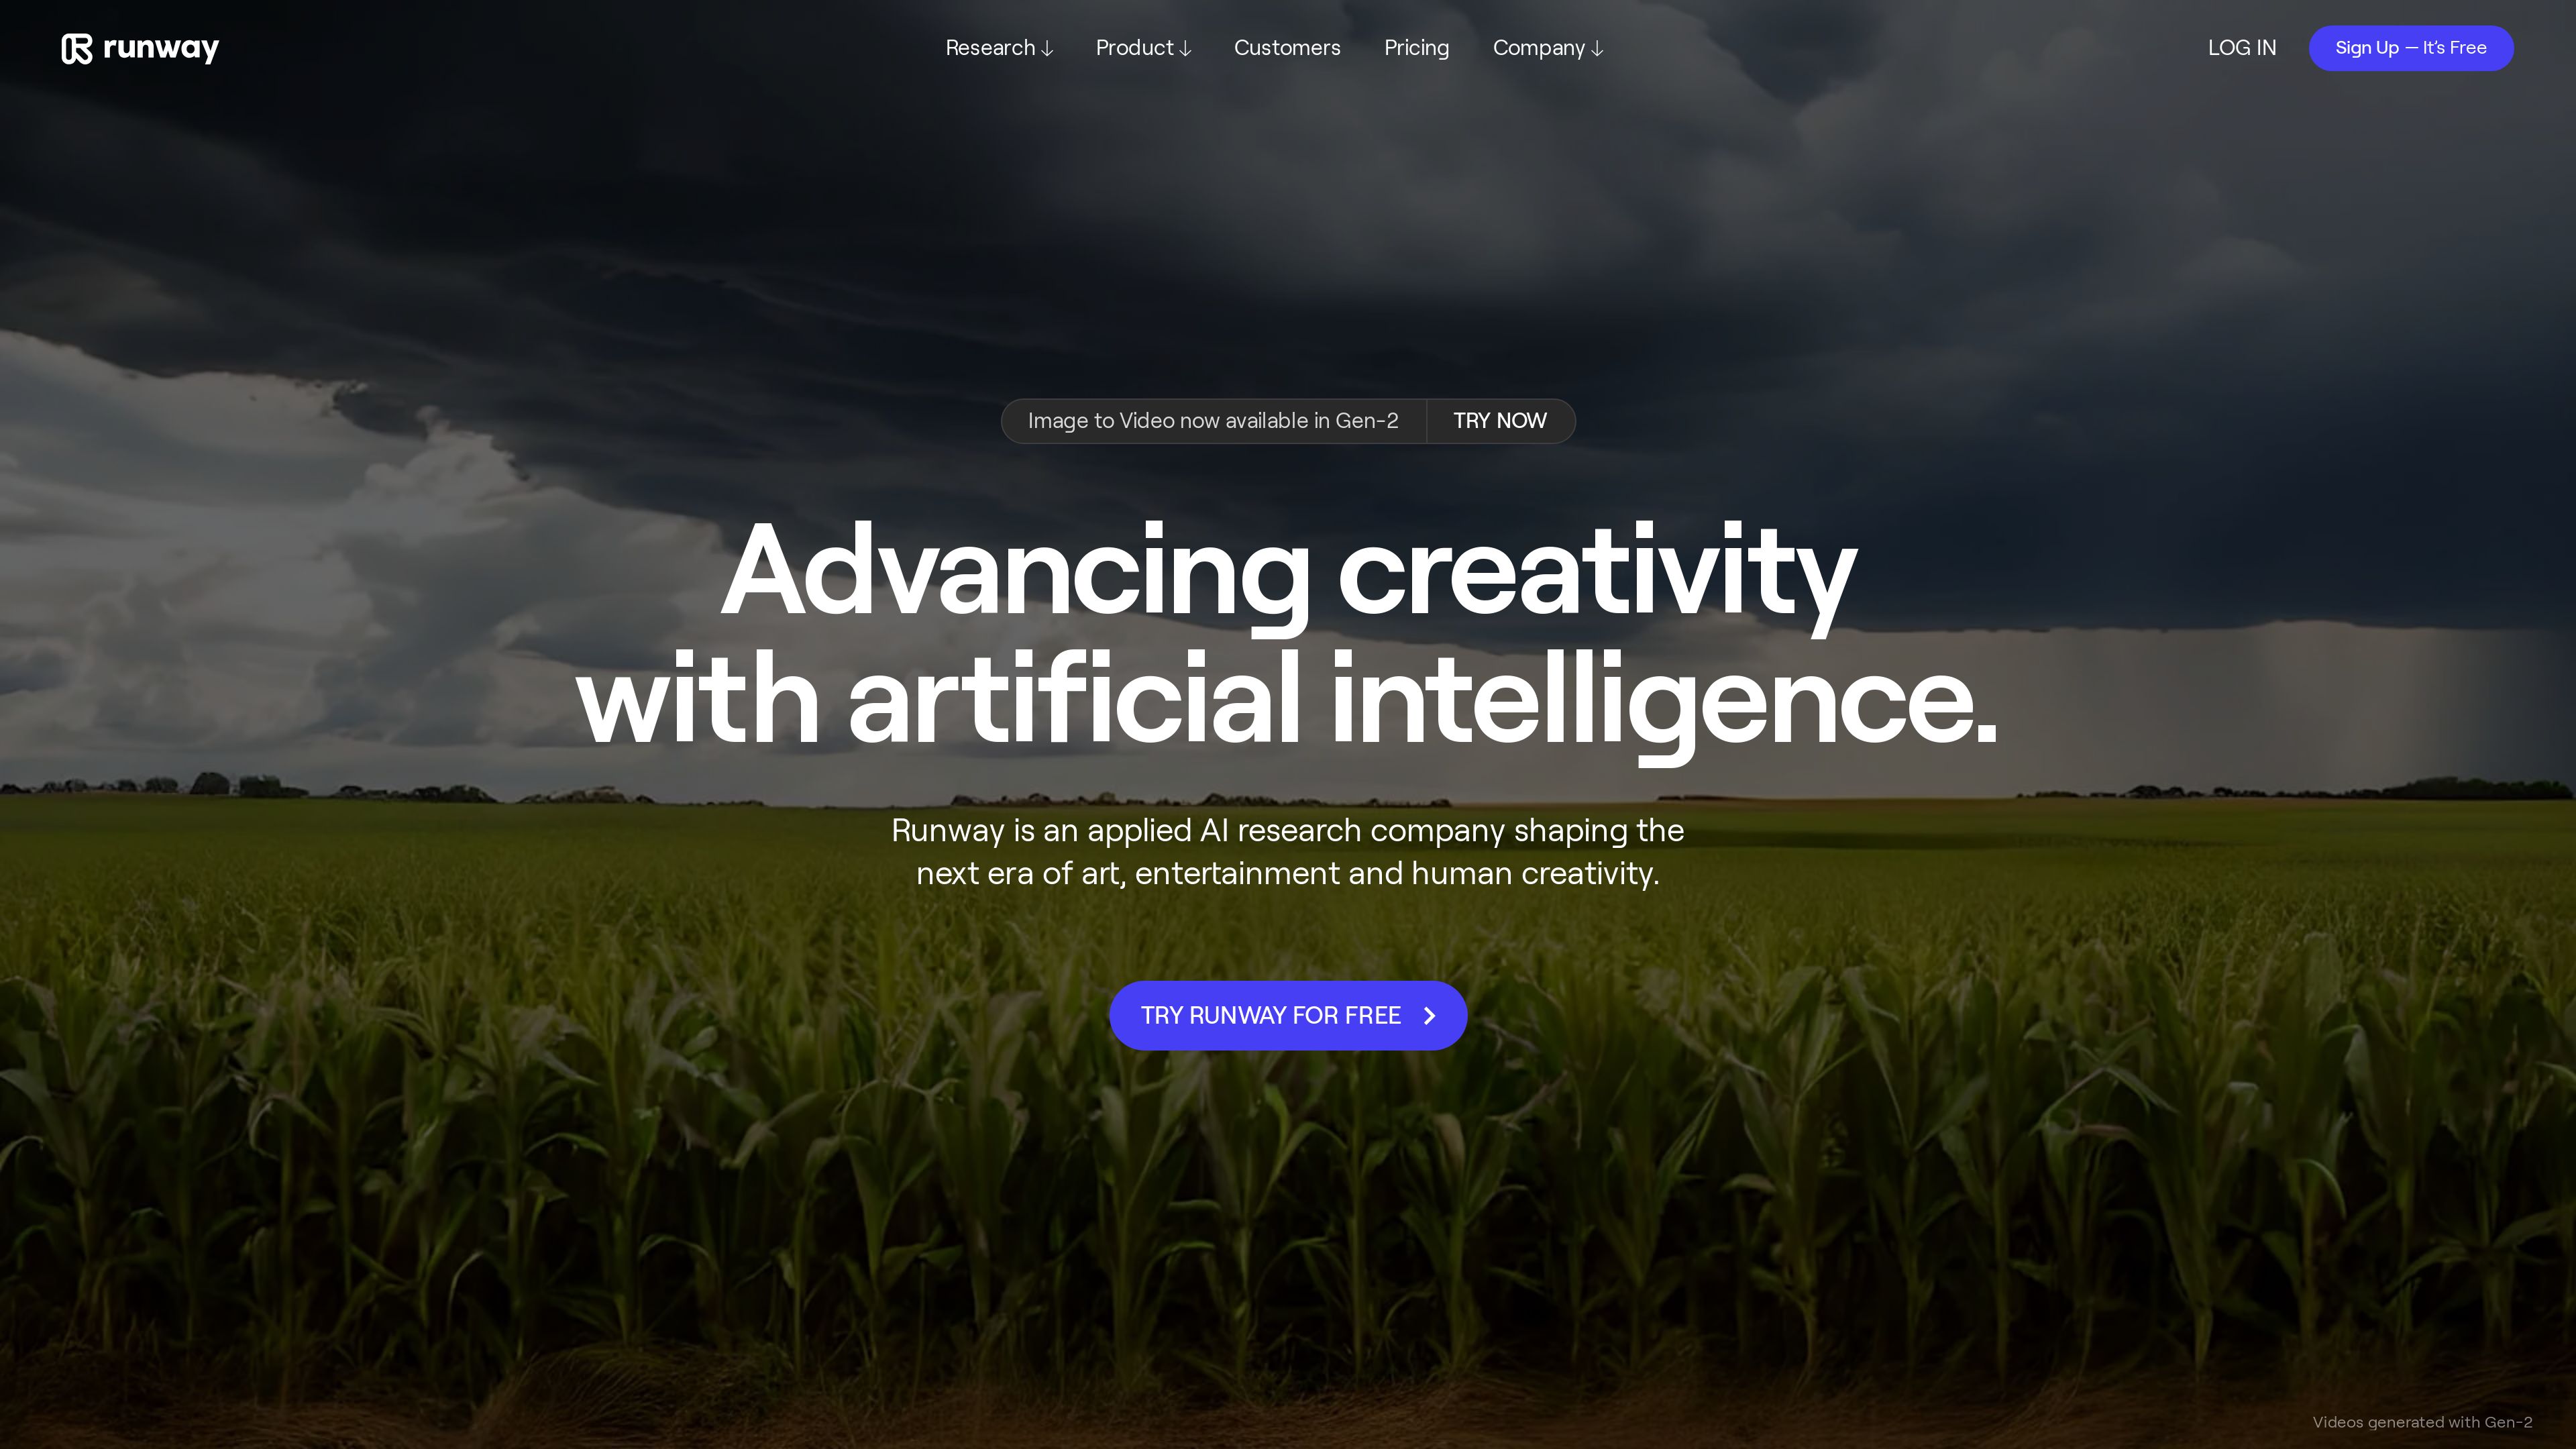 runway
Research ↓
Product ↓
Customers
Pricing
Company ↓
LOG IN
Sign Up — It's Free
Image to Video now available in Gen-2
TRY NOW
Advancing creativity
with artificial intelligence.
Runway is an applied AI research company shaping the
next era of art, entertainment and human creativity.
TRY RUNWAY FOR FREE
Videos generated with Gen-2